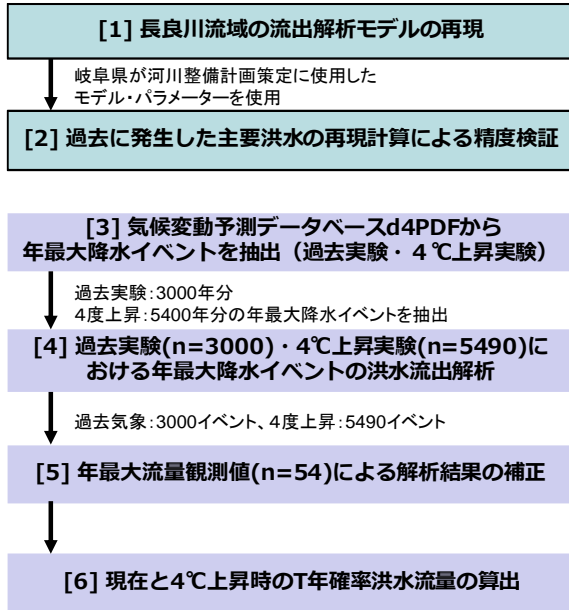 [1] 長良川流域の流出解析モデルの再現
岐阜県が河川整備計画策定に使用した
モデル・パラメーターを使用
[2] 過去に発生した主要洪水の再現計算による精度検証
[3] 気候変動予測データベースd4PDFから
年最大降水イベントを抽出（過去実験・４℃上昇実験）
過去実験：3000年分
４度上昇：5400年分の年最大降水イベントを抽出
[4] 過去実験(n=3000)・4℃上昇実験(n=5490)に
おける年最大降水イベントの洪水流出解析
過去気象：3000イベント、４度上昇：5490イベント
[5] 年最大流量観測値(n=54)による解析結果の補正
[6] 現在と4℃上昇時のT年確率洪水流量の算出